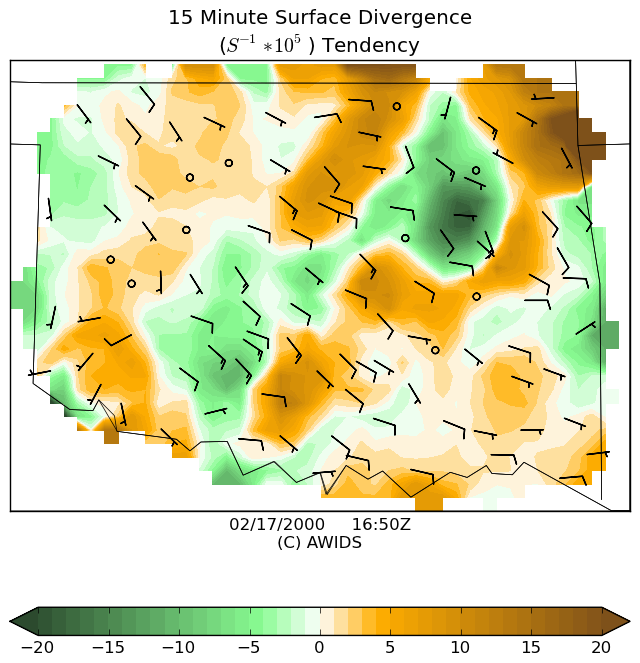 15 Minute Surface Divergence
(S⁻¹ * 10⁵ ) Tendency
02/17/2000 16:50Z
(C) AWIDS
−20 −15 −10 −5 0 5 10 15 20